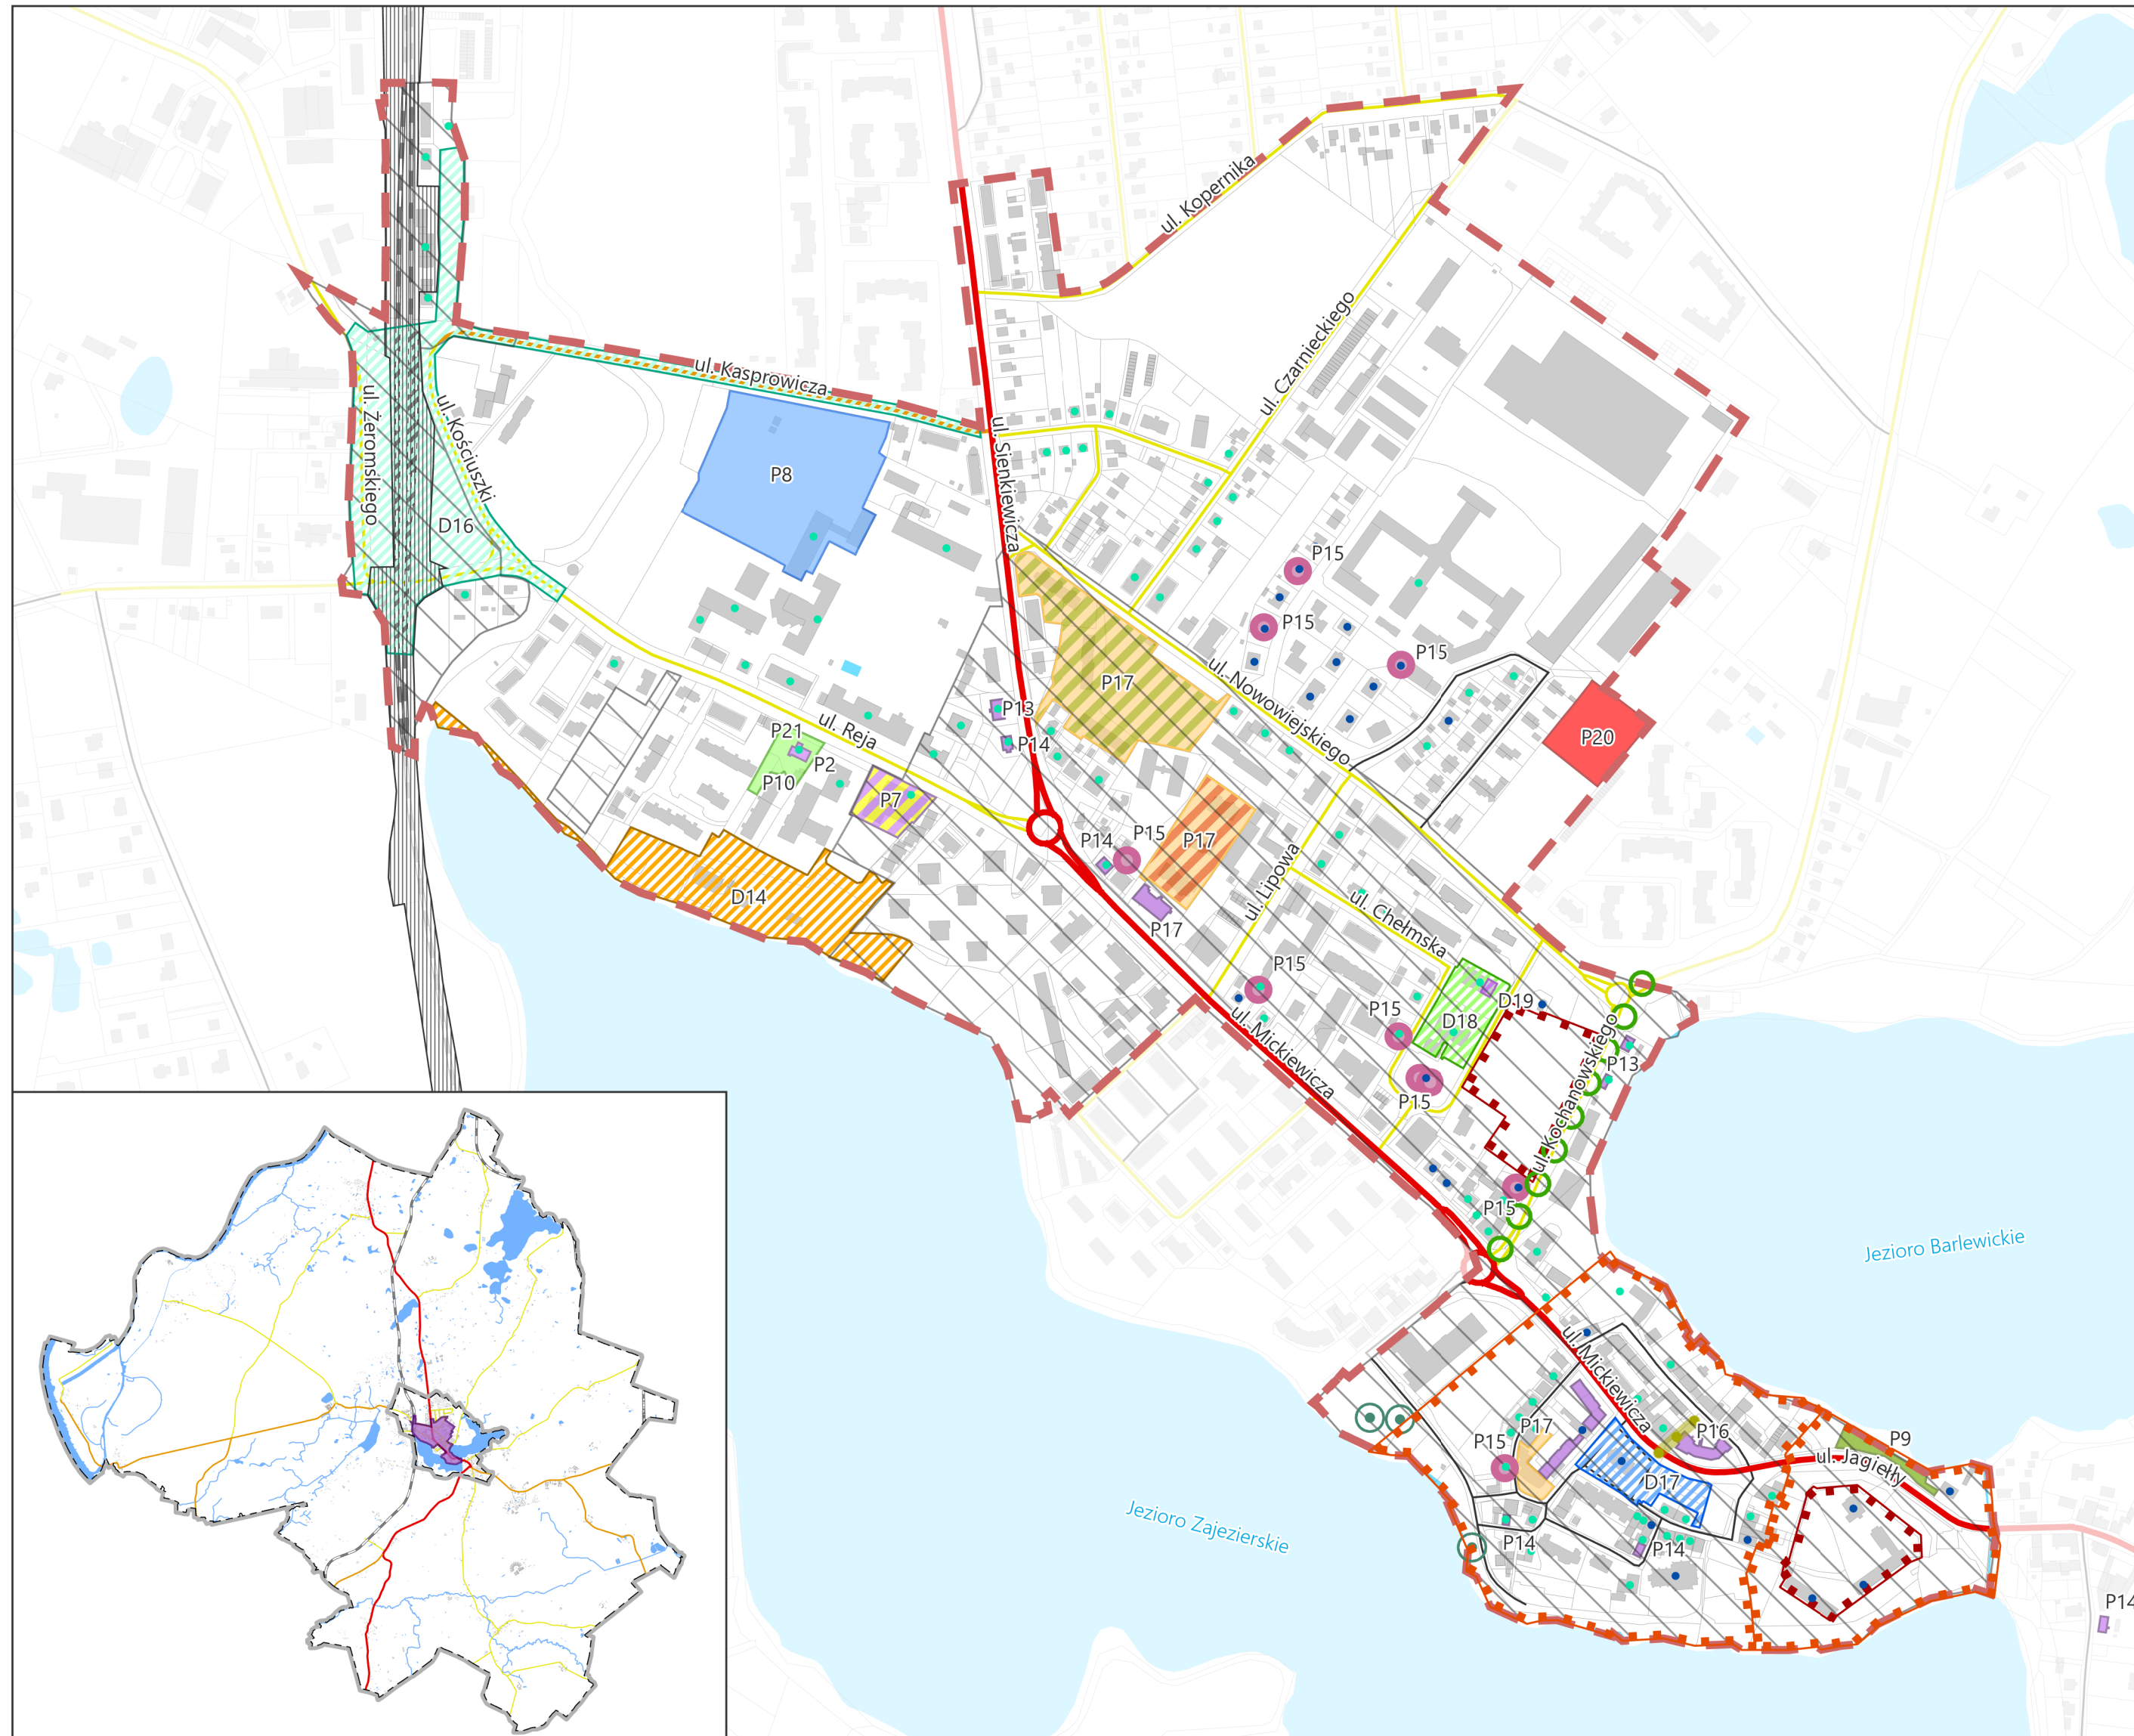 ul. Kopernika
ul. Kasprowicza
ul. Czarnieckiego
ul. Żeromskiego
ul. Kościuszki
ul. Sienkiewicza
P8
D16
P15
P15
P15
P17
ul. Nowowiejskiego
P13
P14
P21
ul. Reja
P2
P10
P7
P20
P14
P15
P17
ul. Lipowa
D14
P17
ul. Chełmska
P15
D19
P15
D18
ul. Mickiewicza
P13
ul. Kochanowskiego
P15
P15
Jezioro Barlewickie
ul. Mickiewicza
P17
P16
P9
P15
ul. Jagiełły
D17
Jezioro Zajezierskie
P14
P14
P14